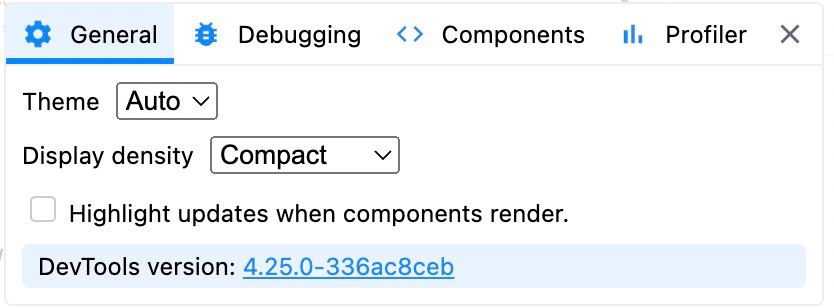 General Debugging Components Profiler
Theme Auto
Display density Compact
Highlight updates when components render.
DevTools version: 4.25.0-336ac8ceb